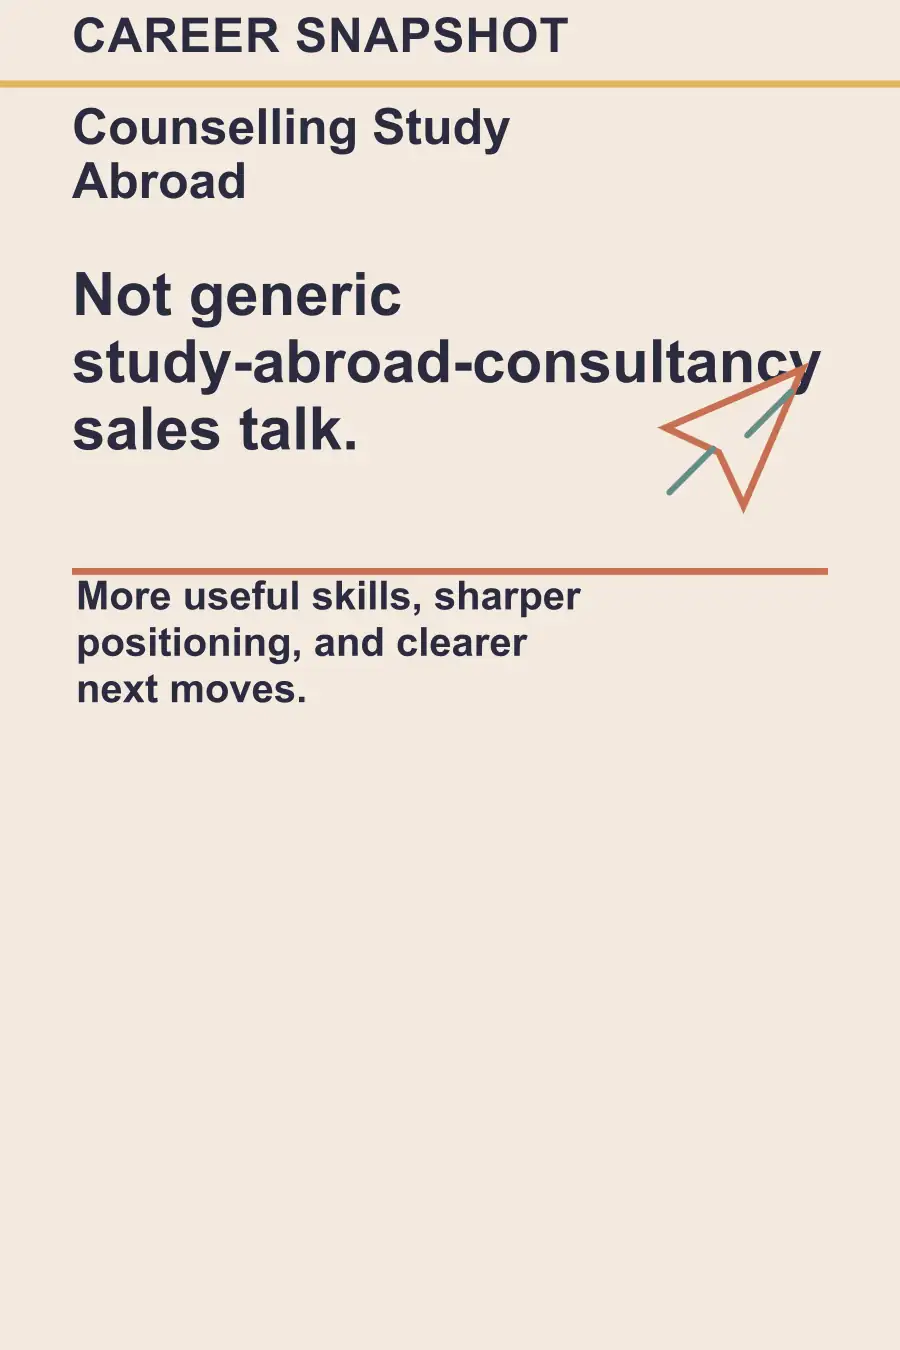 CAREER SNAPSHOT
Counselling Study
Abroad
Not generic
study-abroad-consultancy
sales talk.
More useful skills, sharper
positioning, and clearer
next moves.